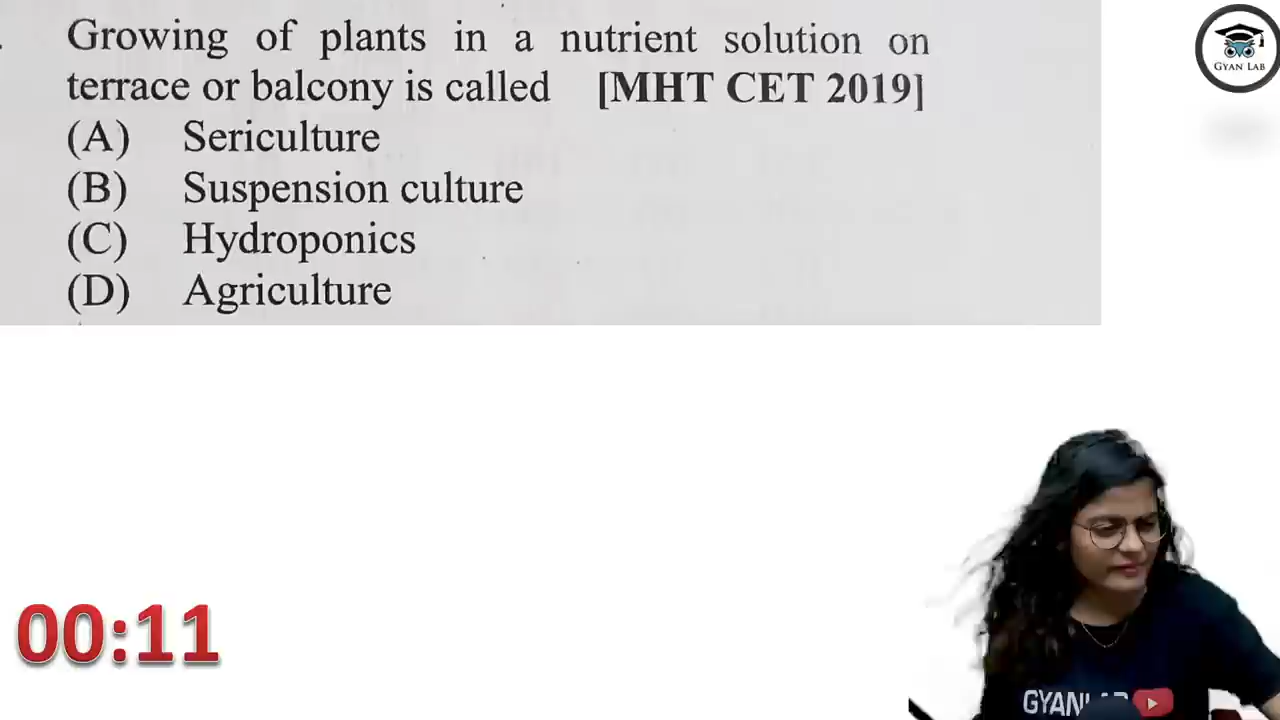 Growing of plants in a nutrient solution on
terrace or balcony is called [MHT CET 2019]
(A) Sericulture
(B) Suspension culture
(C) Hydroponics
(D) Agriculture
GYAN LAB
00:11